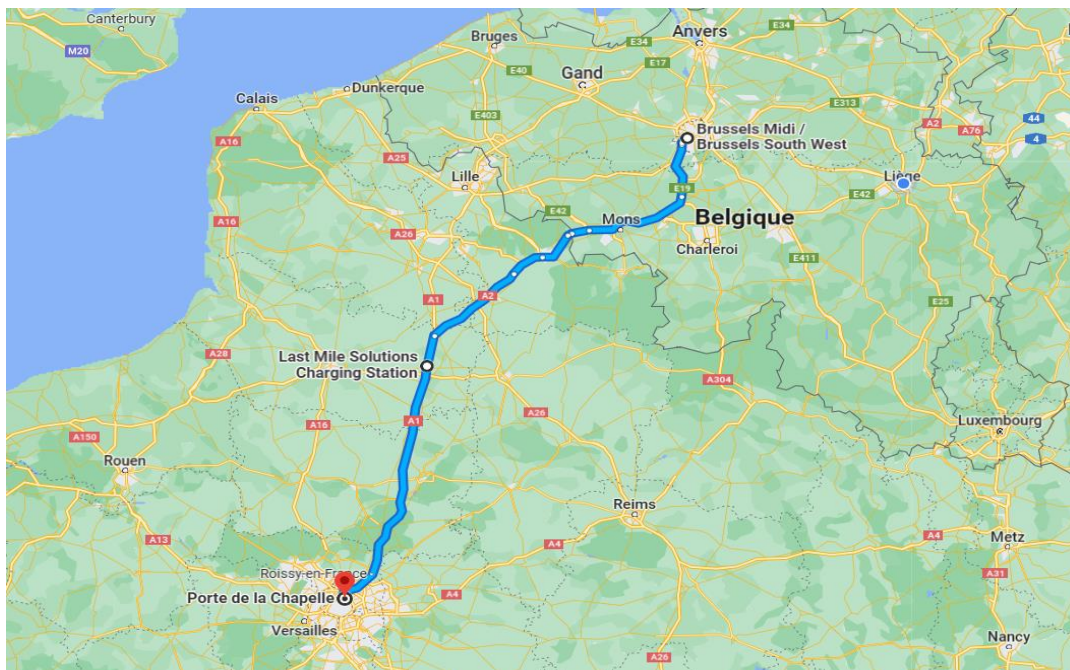 Canterbury
M20
Bruges
E34
Anvers
E34
E17
E40
Gand
Dunkerque
Calais
E403
E313
A2
A76
44
4
A16
A25
Brussels Midi /
Brussels South West
Lille
Liège
E19
E42
E42
Mons
Belgique
A16
A26
Charleroi
E411
A1
A2
E25
Last Mile Solutions
Charging Station
A28
A304
A1
A26
A16
Luxembourg
A150
Rouen
Reims
A13
A4
A4
Metz
Roissy-en-France
A31
Porte de la Chapelle
A4
Versailles
Nancy
A26